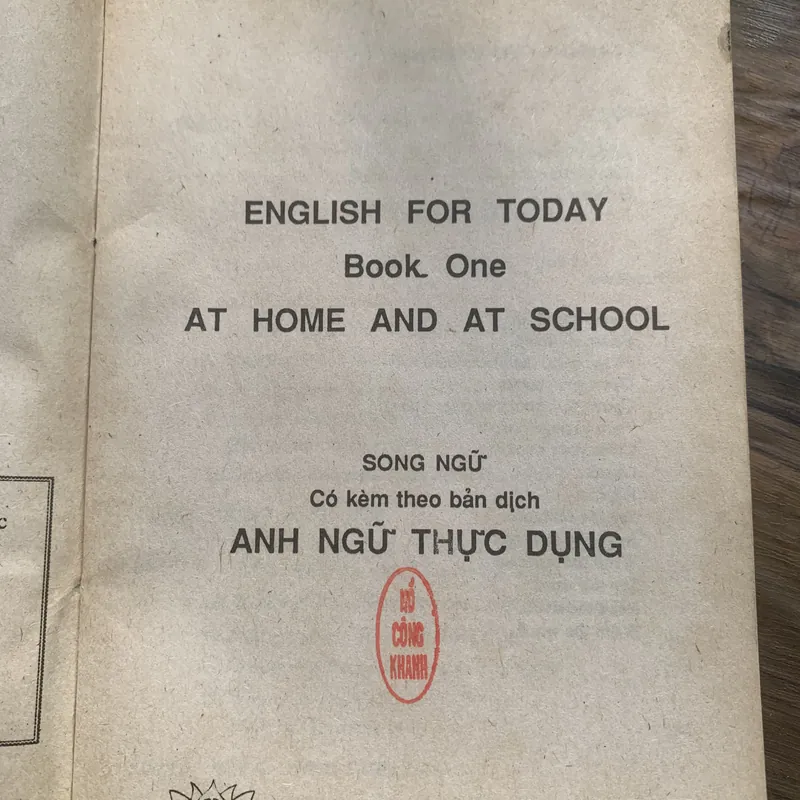 ENGLISH FOR TODAY
Book One
AT HOME AND AT SCHOOL
SONG NGỮ
Có kèm theo bản dịch
ANH NGỮ THỰC DỤNG
CÔNG
KHANH
c